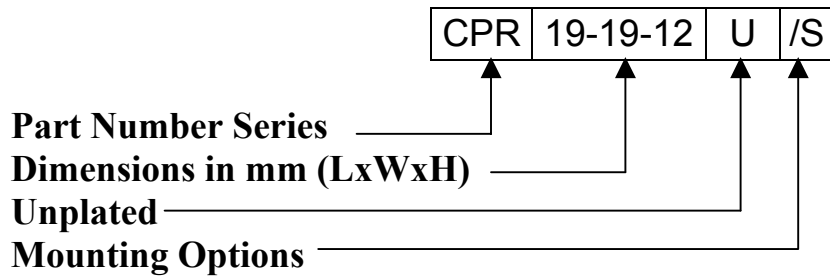 CPR 19-19-12 U /S
Part Number Series
Dimensions in mm (LxWxH)
Unplated
Mounting Options